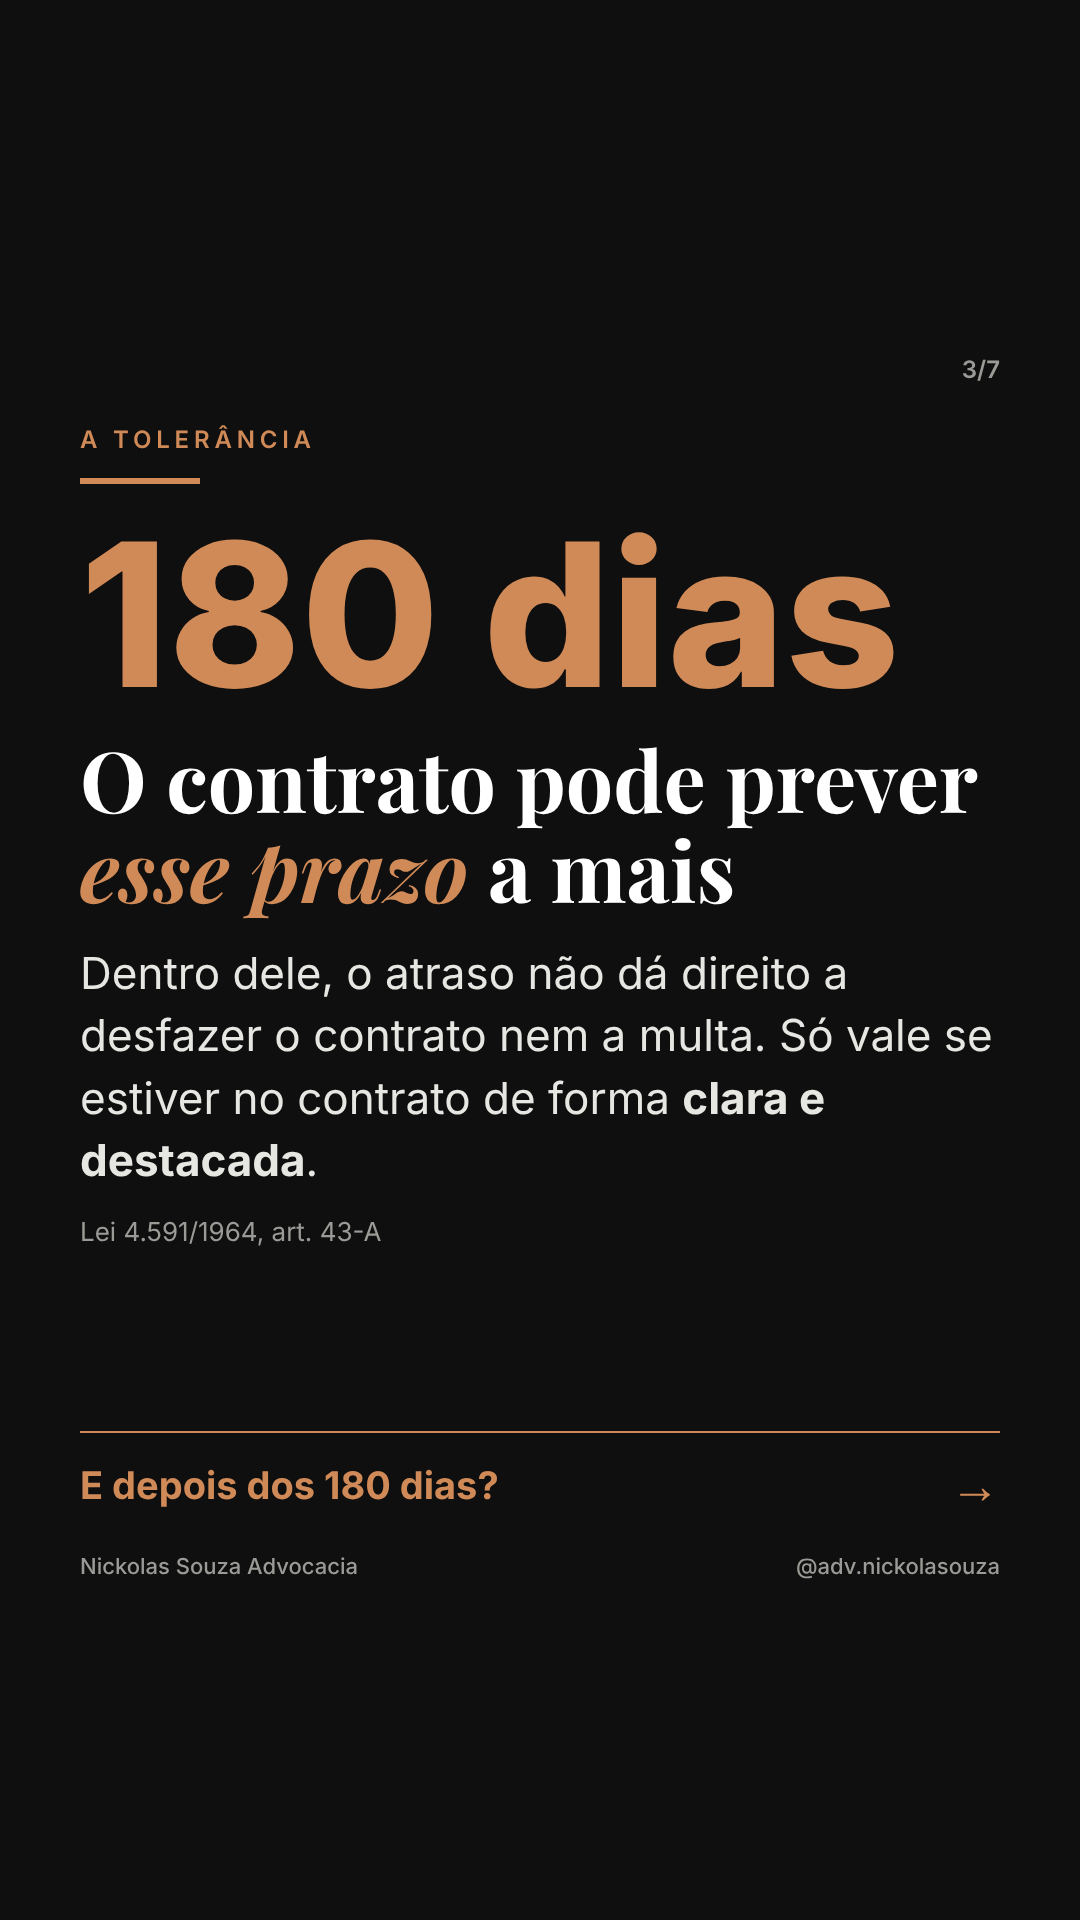 3/7
A TOLERÂNCIA
180 dias
O contrato pode prever
esse prazo a mais
Dentro dele, o atraso não dá direito a
desfazer o contrato nem a multa. Só vale se
estiver no contrato de forma clara e
destacada.
Lei 4.591/1964, art. 43-A
E depois dos 180 dias? →
Nickolas Souza Advocacia @adv.nickolasouza